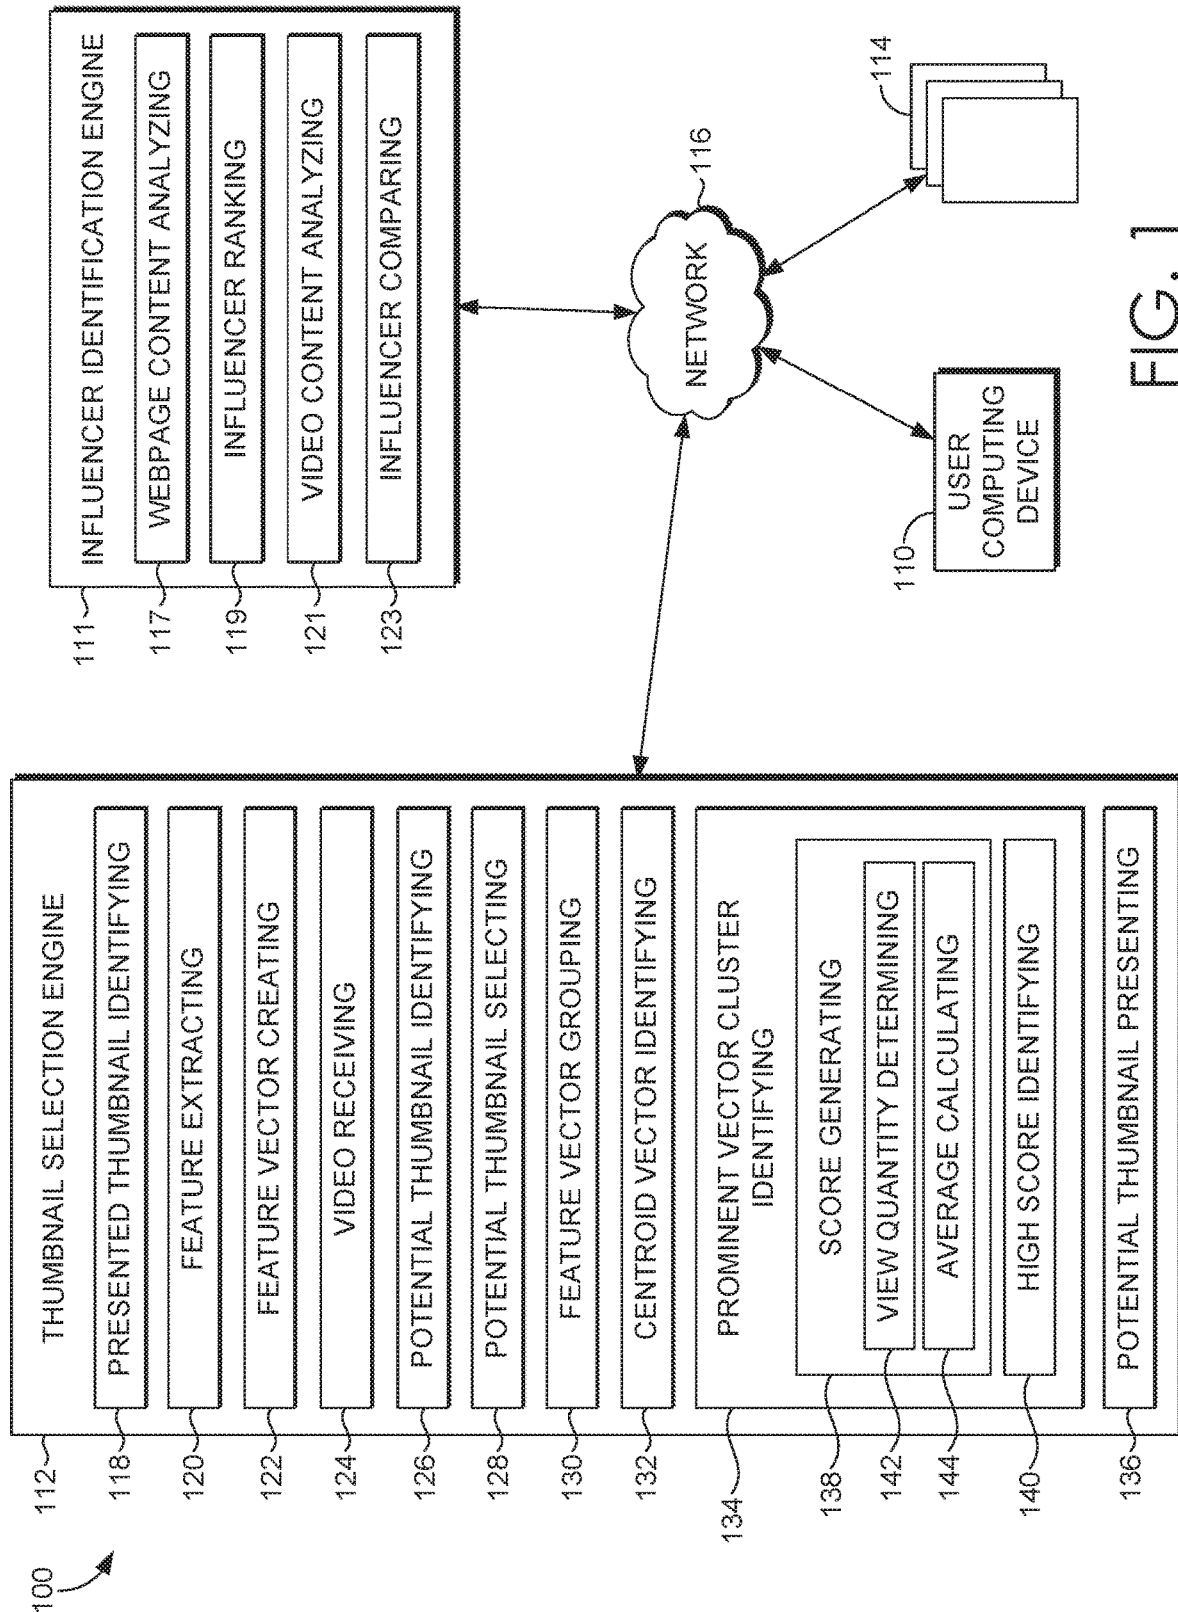 100
112
THUMBNAIL SELECTION ENGINE
118
PRESENTED THUMBNAIL IDENTIFYING
120
FEATURE EXTRACTING
122
FEATURE VECTOR CREATING
124
VIDEO RECEIVING
126
POTENTIAL THUMBNAIL IDENTIFYING
128
POTENTIAL THUMBNAIL SELECTING
130
FEATURE VECTOR GROUPING
132
CENTROID VECTOR IDENTIFYING
134
PROMINENT VECTOR CLUSTER
IDENTIFYING
138
SCORE GENERATING
142
VIEW QUANTITY DETERMINING
144
AVERAGE CALCULATING
140
HIGH SCORE IDENTIFYING
136
POTENTIAL THUMBNAIL PRESENTING
111
INFLUENCER IDENTIFICATION ENGINE
117
WEBPAGE CONTENT ANALYZING
119
INFLUENCER RANKING
121
VIDEO CONTENT ANALYZING
123
INFLUENCER COMPARING
NETWORK
116
110
USER
COMPUTING
DEVICE
114
FIG. 1